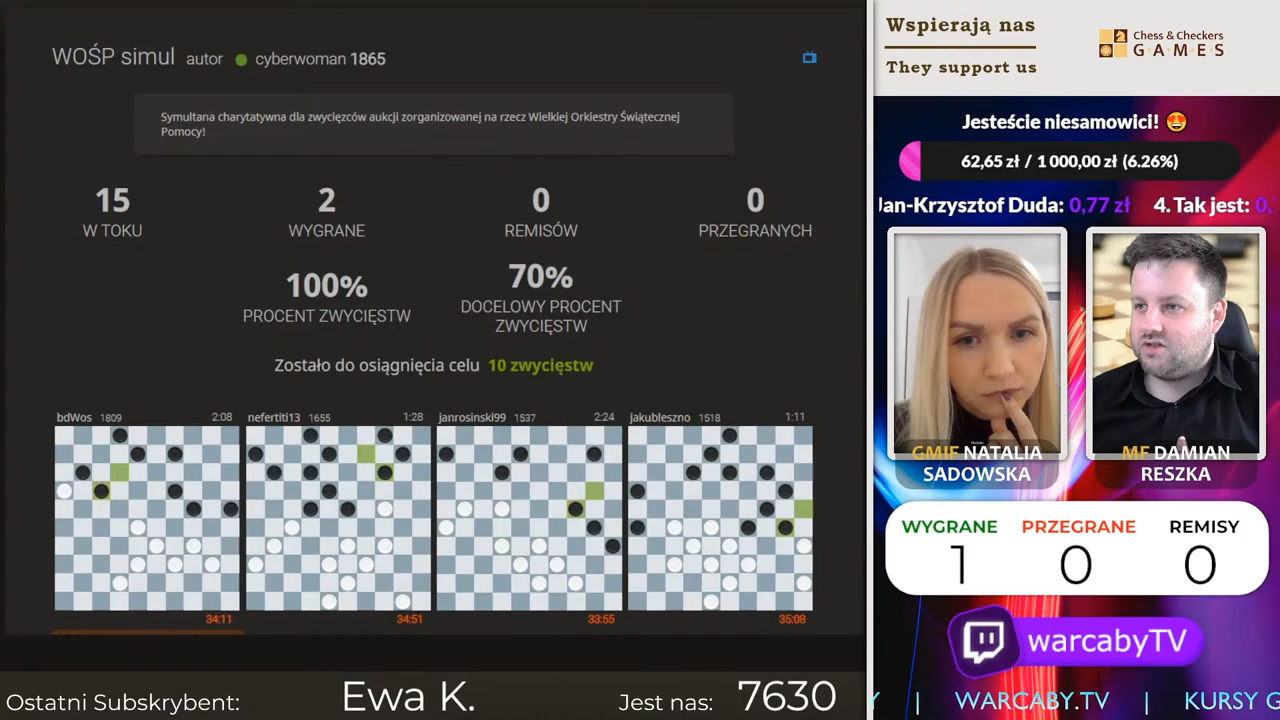 WOŚP simul autor cyberwoman 1865
Symultana charytatywna dla zwycięzców aukcji zorganizowanej na rzecz Wielkiej Orkiestry Świątecznej
Pomocy!
15
W TOKU
2
WYGRANE
0
REMISÓW
0
PRZEGRANYCH
100%
PROCENT ZWYCIĘSTW
70%
DOCELOWY PROCENT
ZWYCIĘSTW
Zostało do osiągnięcia celu 10 zwycięstw
bdWos 1809 2:08
nefertiti13 1655 1:28
janrosinski99 1537 2:24
jakubleszno 1518 1:11
34:11
34:51
33:55
35:08
Wspierają nas
They support us
Chess & Checkers
GAMES
Jesteście niesamowici! 😍
62,65 zł / 1 000,00 zł (6.26%)
Jan-Krzysztof Duda: 0,77 zł 4. Tak jest:
GMIF NATALIA
SADOWSKA
MF DAMIAN
RESZKA
WYGRANE
1
PRZEGRANE
0
REMISY
0
warcabyTV
Ostatni Subskrybent: Ewa K.
Jest nas: 7630
| WARCABY.TV | KURSY